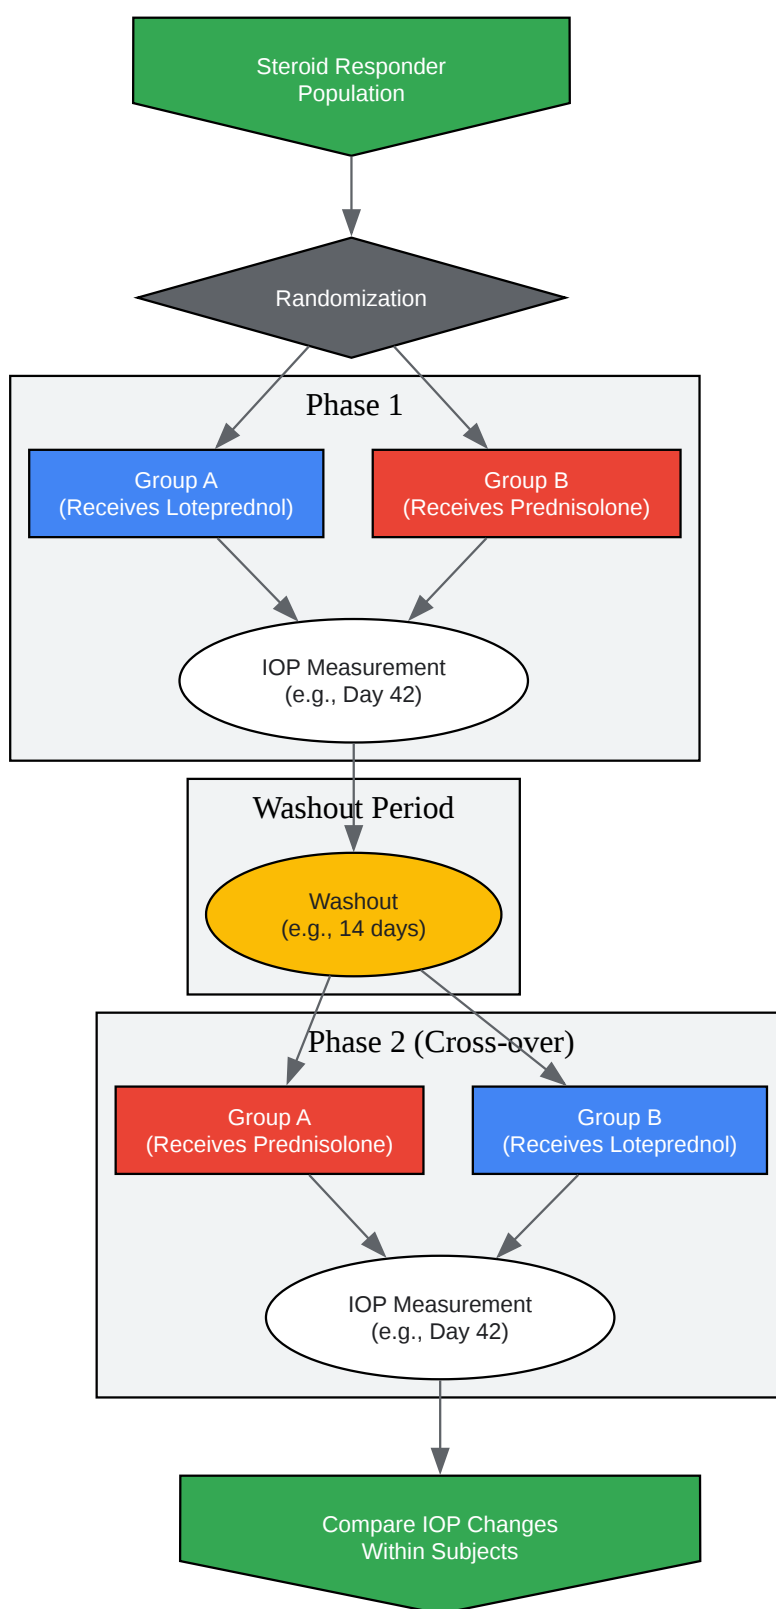 Steroid Responder
Population
Randomization
Phase 1
Group A
(Receives Loteprednol)
Group B
(Receives Prednisolone)
IOP Measurement
(e.g., Day 42)
Washout Period
Washout
(e.g., 14 days)
Phase 2 (Cross-over)
Group A
(Receives Prednisolone)
Group B
(Receives Loteprednol)
IOP Measurement
(e.g., Day 42)
Compare IOP Changes
Within Subjects